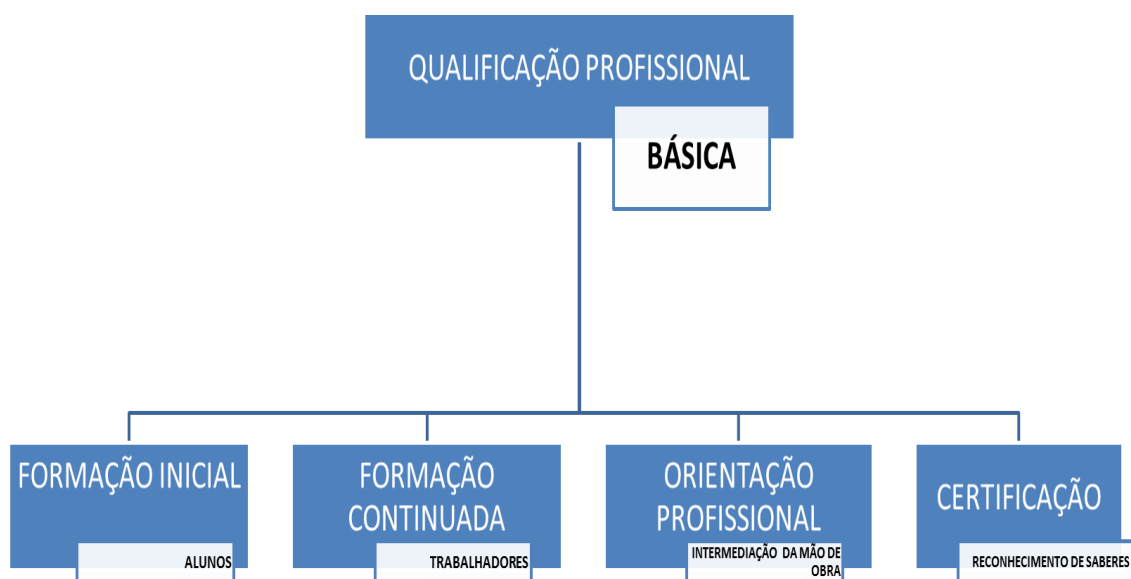 QUALIFICAÇÃO PROFISSIONAL
BÁSICA
FORMAÇÃO INICIAL
ALUNOS
FORMAÇÃO
CONTINUADA
TRABALHADORES
ORIENTAÇÃO
PROFISSIONAL
INTERMEDIAÇÃO DA MÃO DE
OBRA
CERTIFICAÇÃO
RECONHECIMENTO DE SABERES